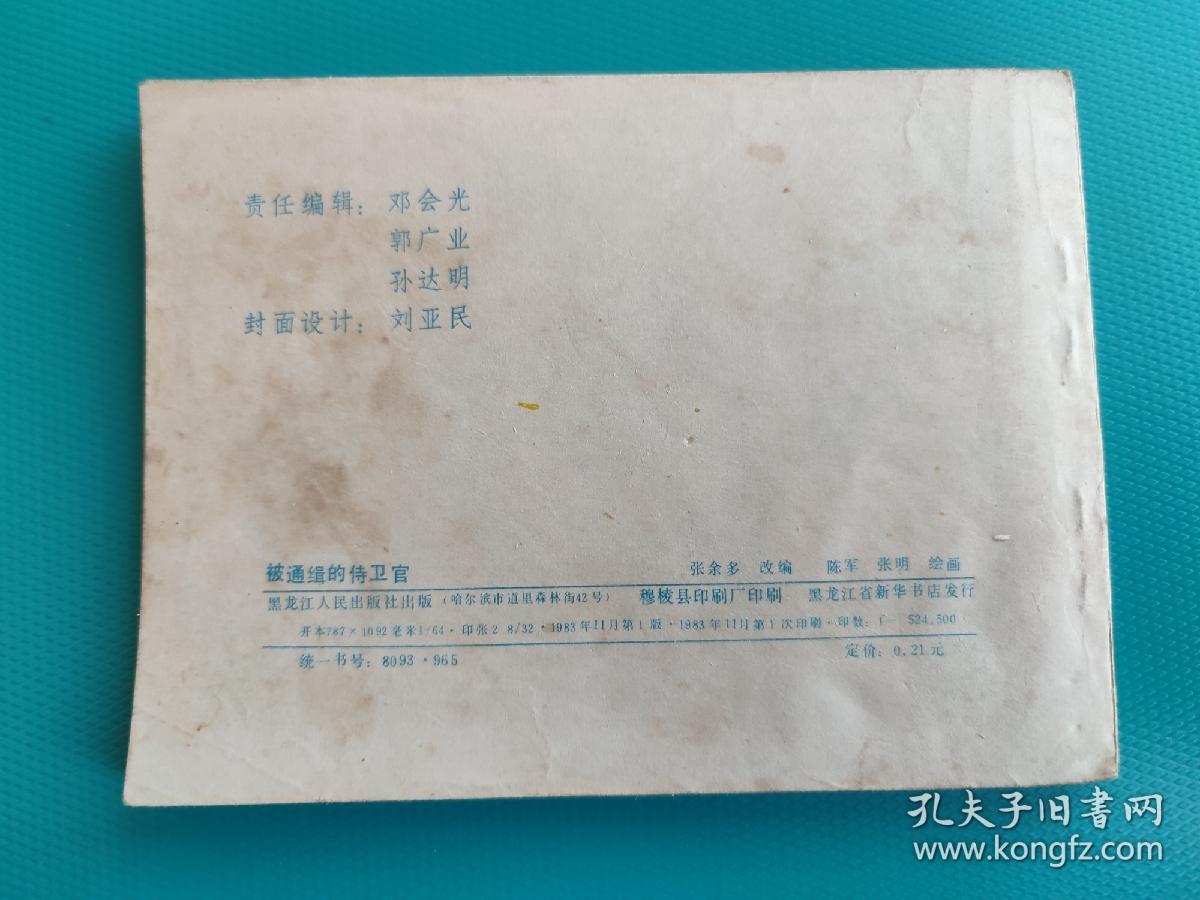 责任编辑：邓会光
郭广业
孙达明
封面设计：刘亚民
被通缉的侍卫官 张余多 改编 陈军 张明 绘画
黑龙江人民出版社出版（哈尔滨市道里森林街42号） 穆棱县印刷厂印刷 黑龙江省新华书店发行
开本787×1092毫米1/64·印张2 8/32·1983年11月第1版·1983年11月第1次印刷·印数：1— 524,500
统一书号：8093·965 定价：0.21元
孔夫子旧书网
www.kongfz.com